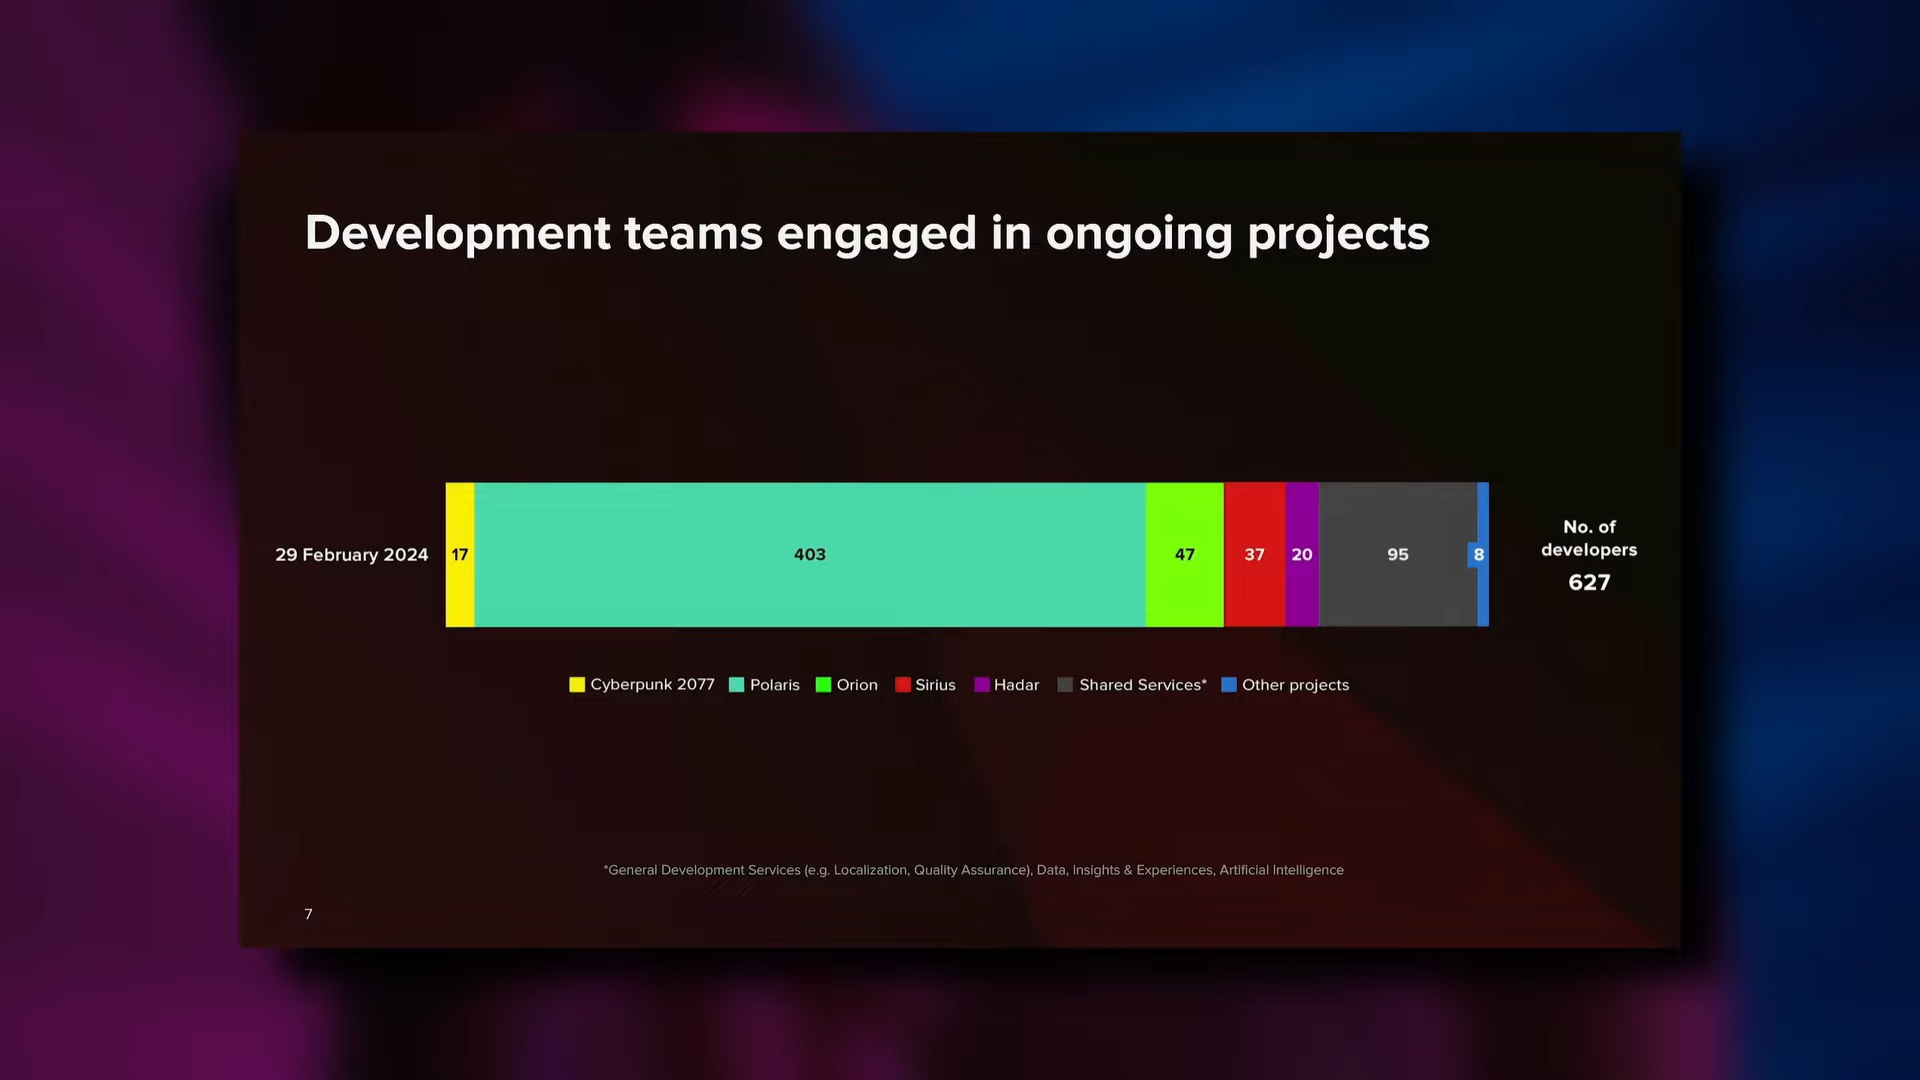 Development teams engaged in ongoing projects
29 February 2024
17
403
47
37
20
95
8
No. of
developers
627
Cyberpunk 2077 Polaris Orion Sirius Hadar Shared Services* Other projects
*General Development Services (e.g. Localization, Quality Assurance), Data, Insights & Experiences, Artificial Intelligence
7